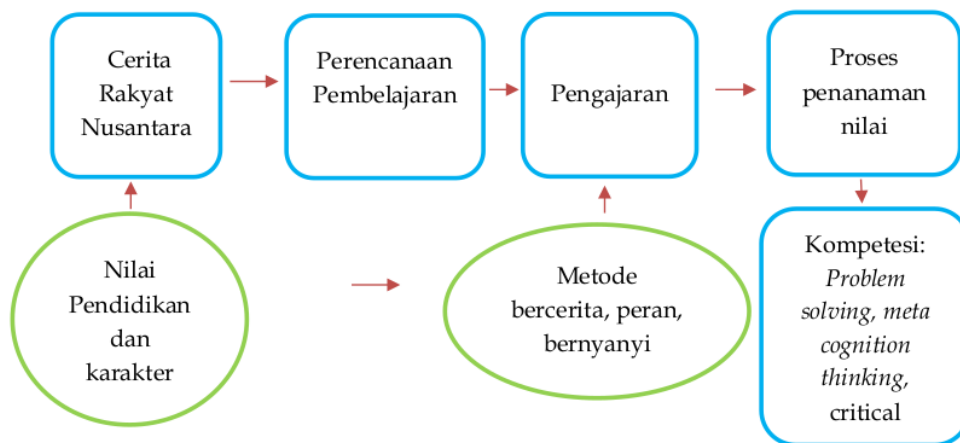 Cerita
Rakyat
Nusantara
Perencanaan
Pembelajaran
Pengajaran
Proses
penanaman
nilai
Nilai
Pendidikan
dan
karakter
Metode
bercerita, peran,
bernyanyi
Kompetesi:
Problem
solving, meta
cognition
thinking,
critical